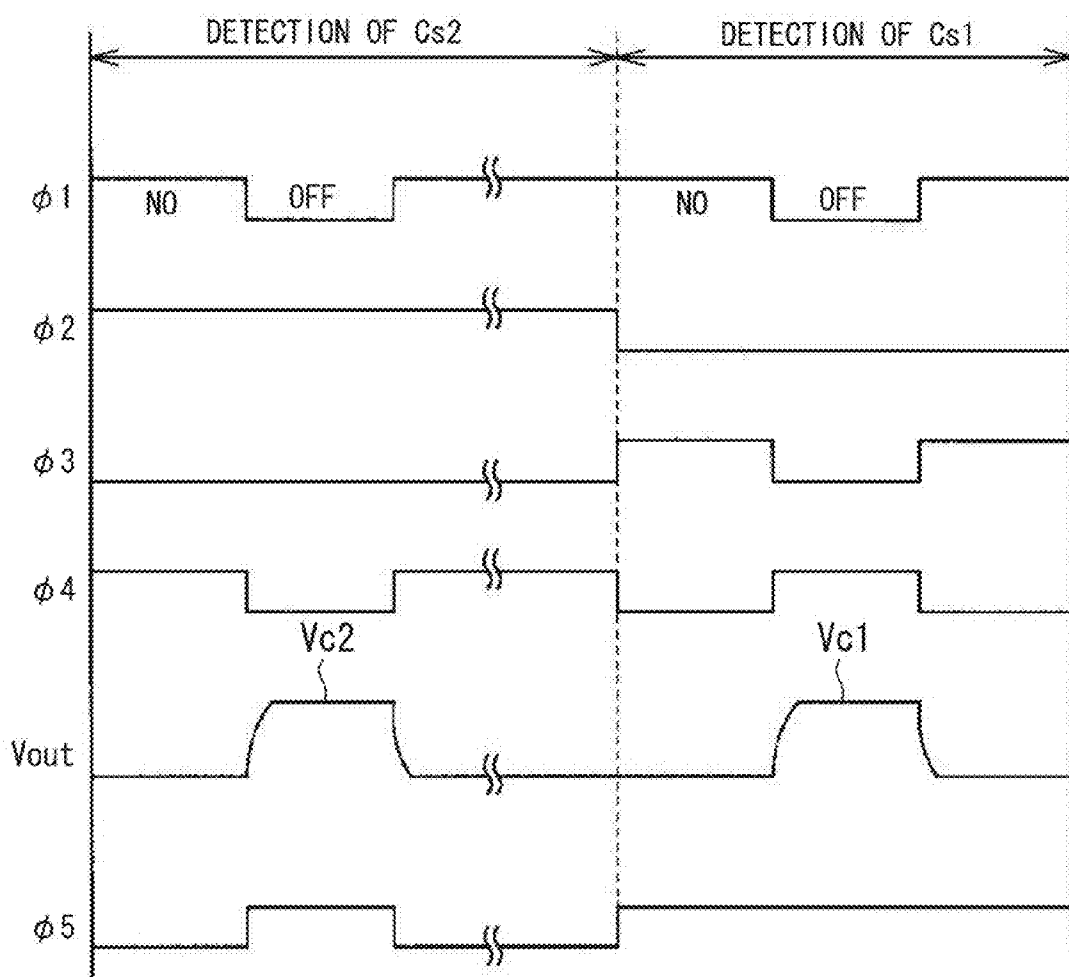 DETECTION OF Cs2
DETECTION OF Cs1
φ1
NO
OFF
NO
OFF
φ2
φ3
φ4
Vc2
Vc1
Vout
φ5